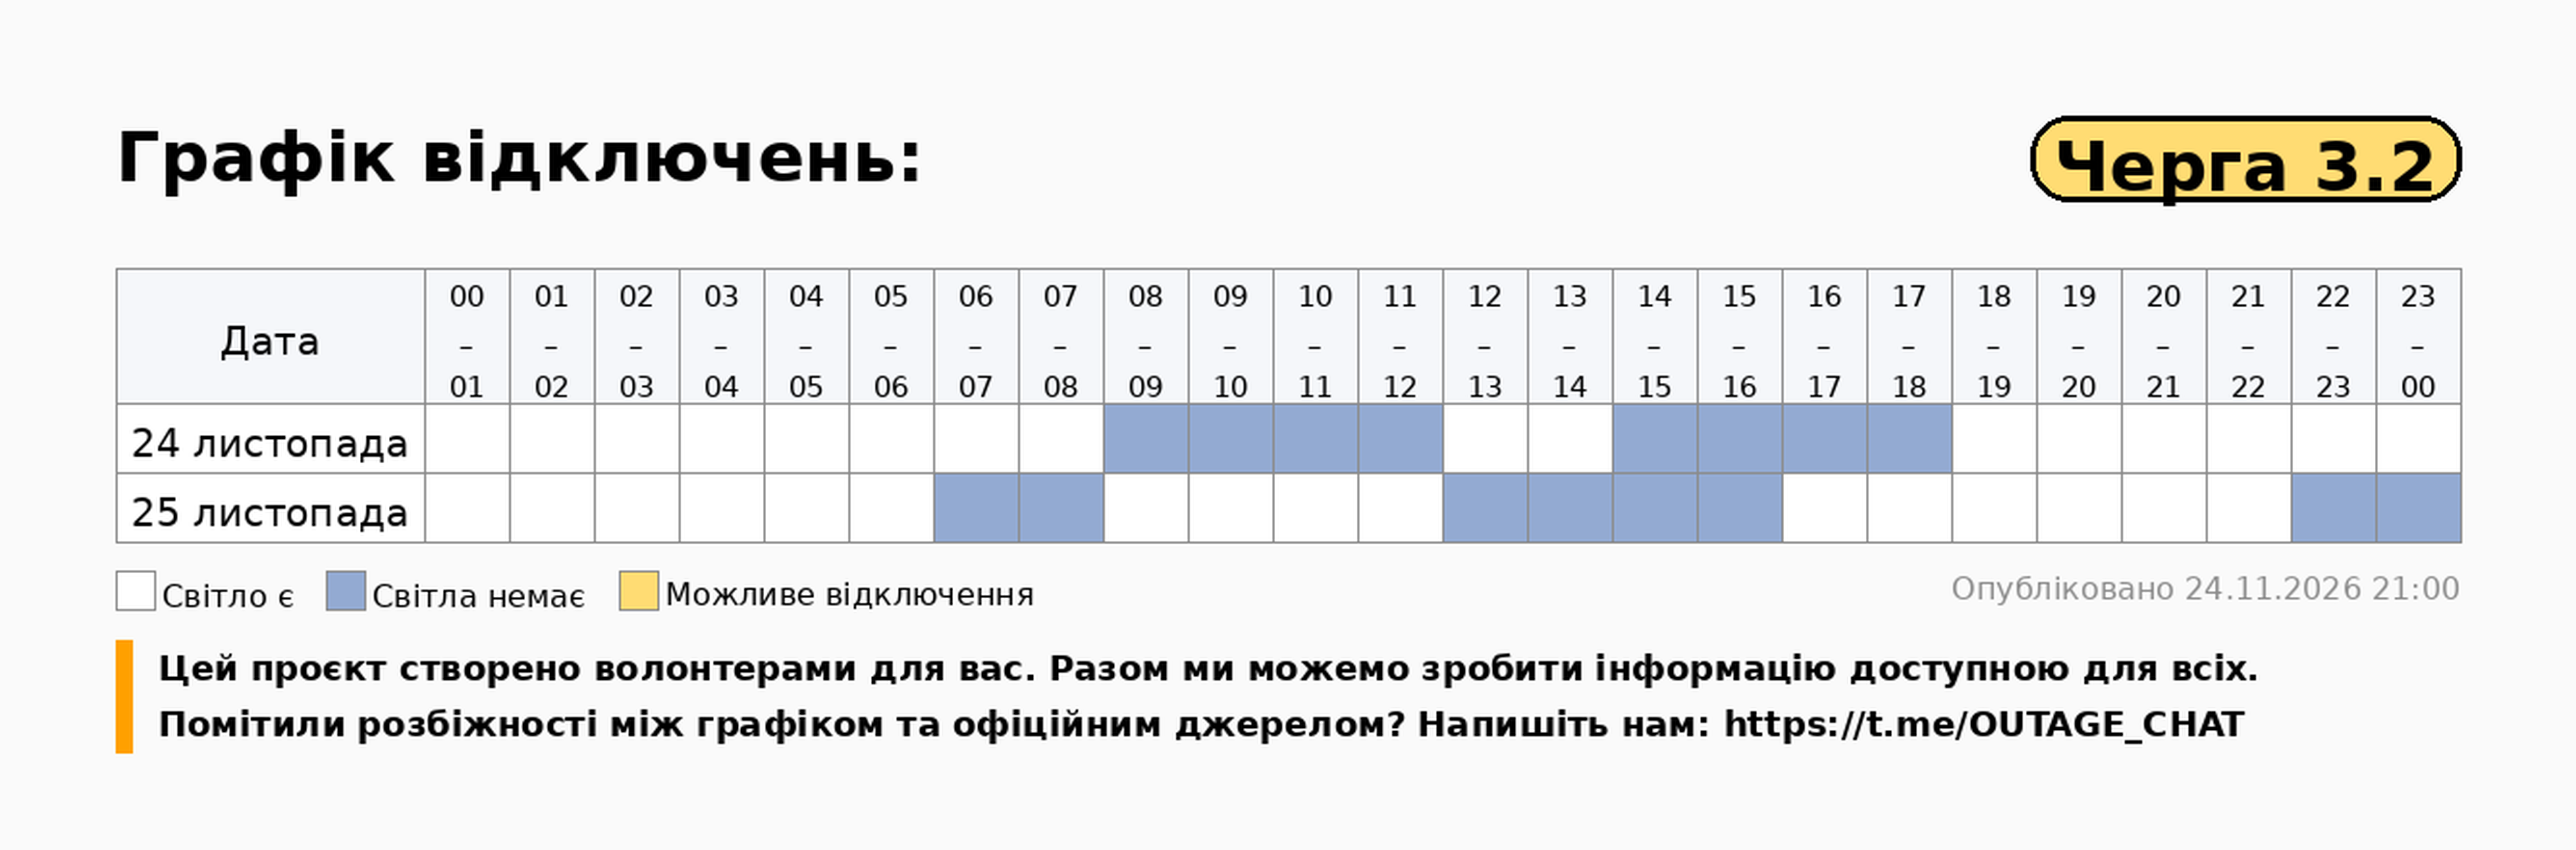 Графік відключень:
Черга 3.2
Дата
00 – 01
01 – 02
02 – 03
03 – 04
04 – 05
05 – 06
06 – 07
07 – 08
08 – 09
09 – 10
10 – 11
11 – 12
12 – 13
13 – 14
14 – 15
15 – 16
16 – 17
17 – 18
18 – 19
19 – 20
20 – 21
21 – 22
22 – 23
23 – 00
24 листопада
25 листопада
Світло є
Світла немає
Можливе відключення
Опубліковано 24.11.2026 21:00
Цей проєкт створено волонтерами для вас. Разом ми можемо зробити інформацію доступною для всіх.
Помітили розбіжності між графіком та офіційним джерелом? Напишіть нам: https://t.me/OUTAGE_CHAT